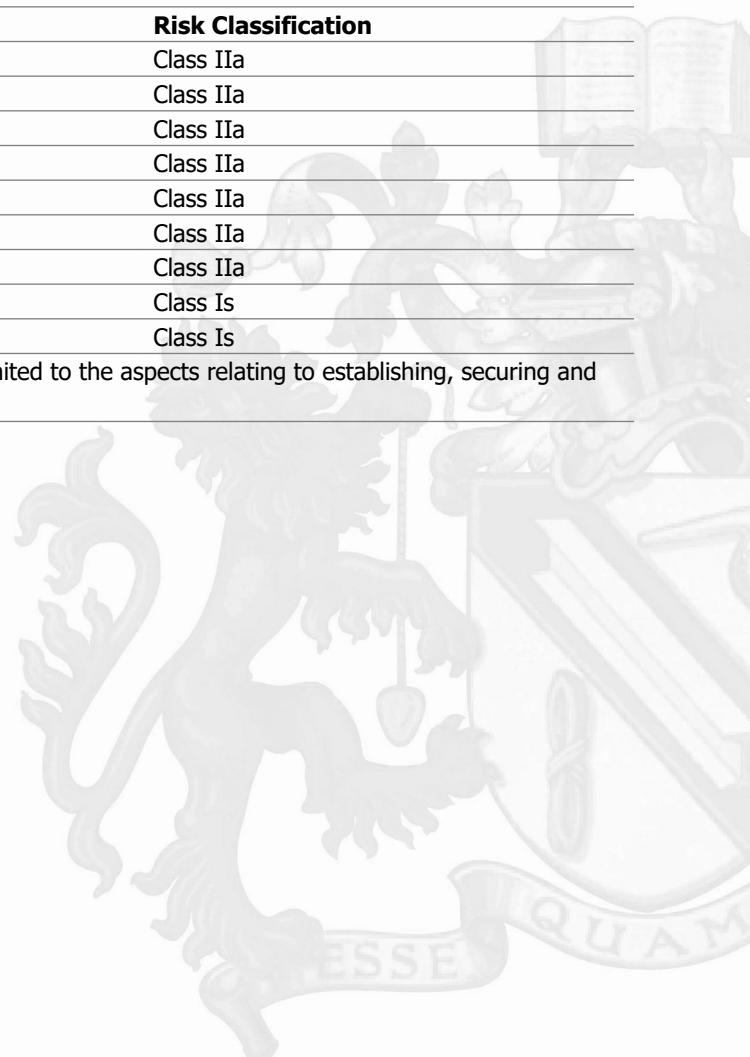 Risk Classification
Class IIa
Class IIa
Class IIa
Class IIa
Class IIa
Class IIa
Class IIa
Class Is
Class Is
ited to the aspects relating to establishing, securing and
ESSE QUAM